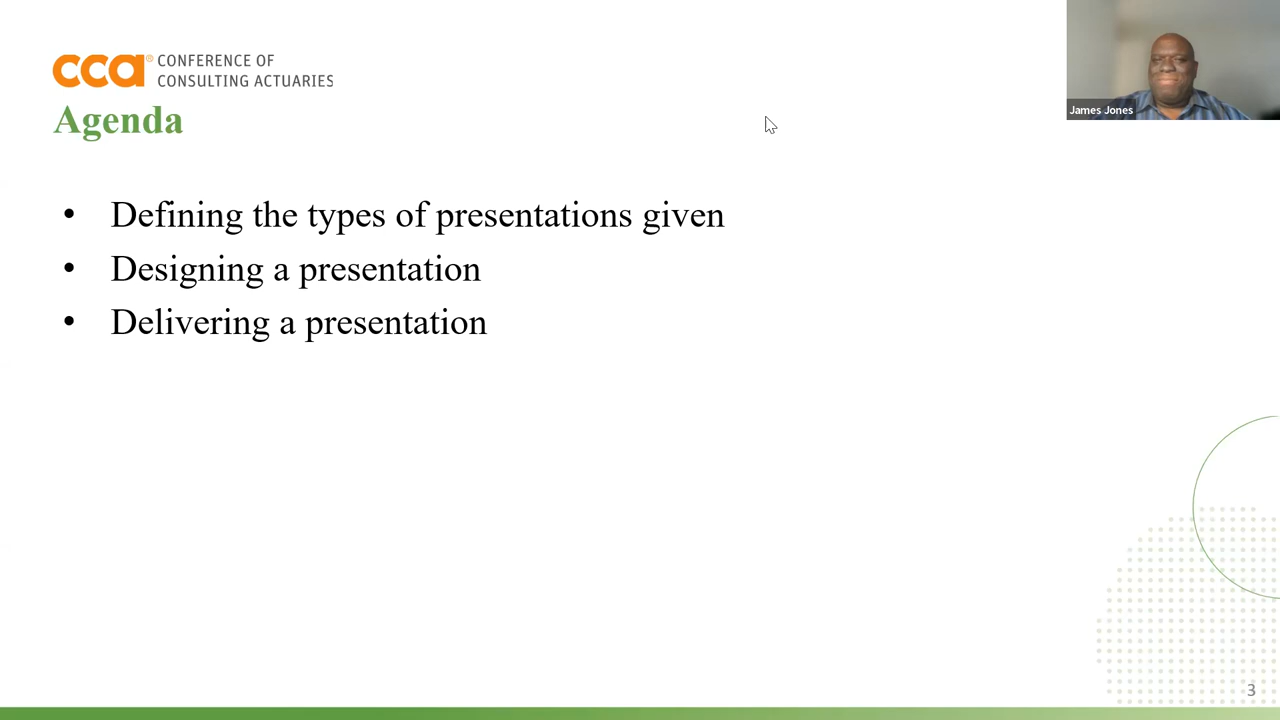 cca® CONFERENCE OF
CONSULTING ACTUARIES
Agenda
• Defining the types of presentations given
• Designing a presentation
• Delivering a presentation
James Jones
3